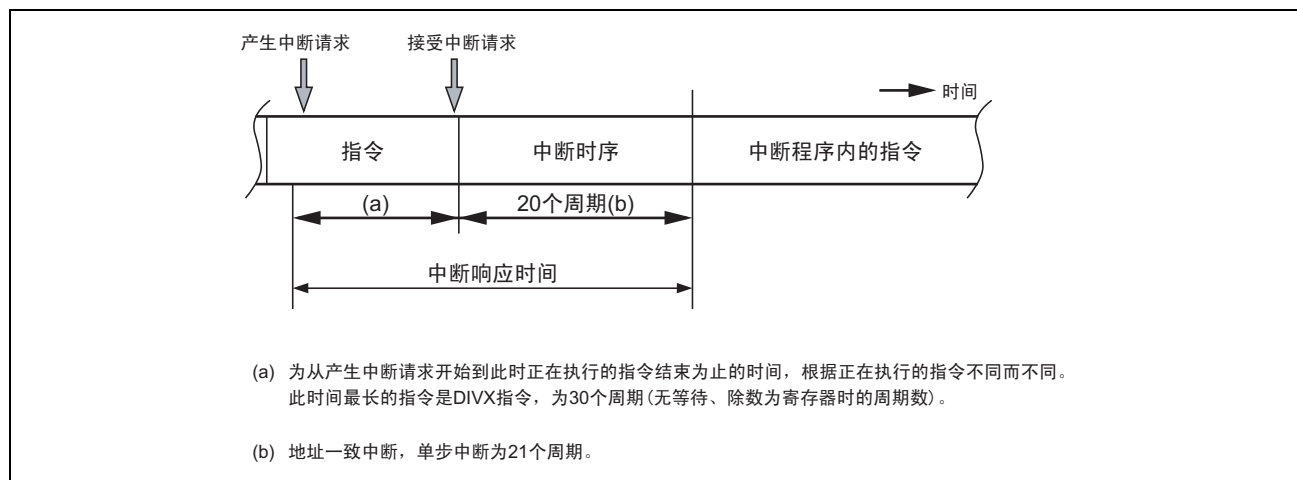 产生中断请求
接受中断请求
时间
指令
中断时序
中断程序内的指令
(a)
20个周期(b)
中断响应时间
(a) 为从产生中断请求开始到此时正在执行的指令结束为止的时间，根据正在执行的指令不同而不同。
此时间最长的指令是DIVX指令，为30个周期(无等待、除数为寄存器时的周期数)。
(b) 地址一致中断，单步中断为21个周期。